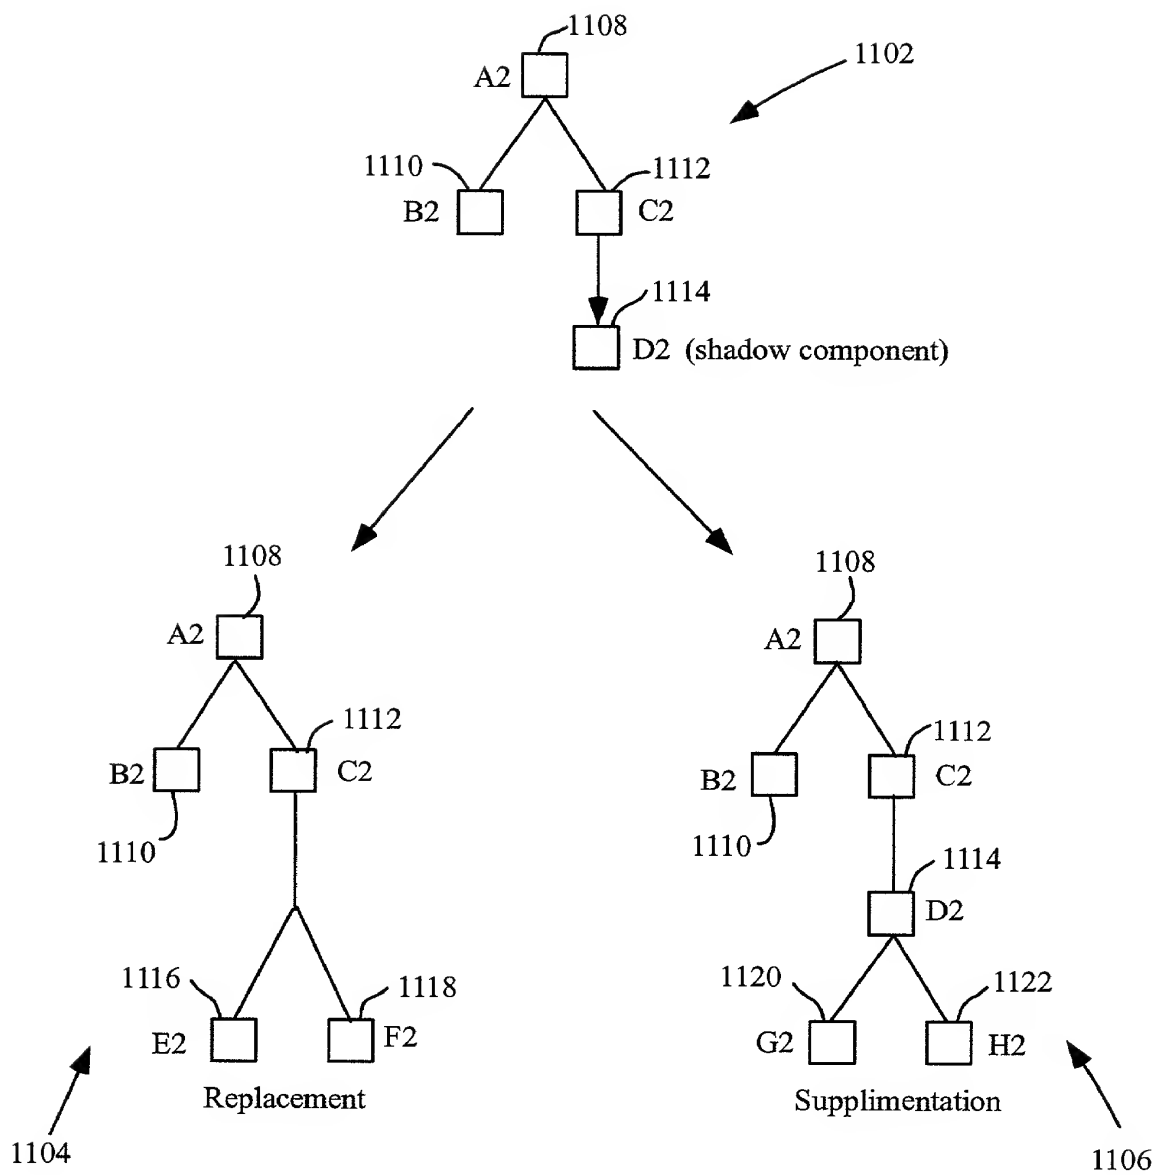 1108
A2
1102
1110
1112
B2
C2
1114
D2 (shadow component)
1108
A2
1112
B2
C2
1110
1116
1118
E2
F2
Replacement
1104
1108
A2
1112
B2
C2
1110
1114
D2
1120
1122
G2
H2
Supplimentation
1106